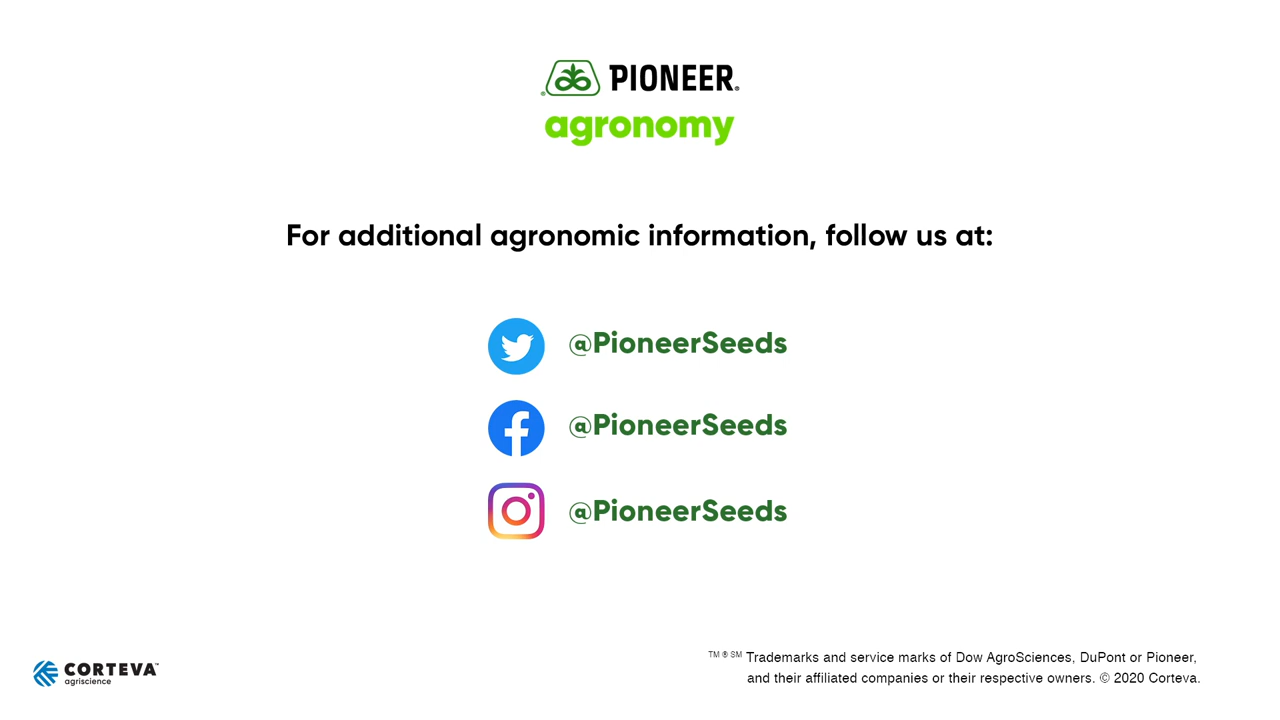 PIONEER®
agronomy
For additional agronomic information, follow us at:
@PioneerSeeds
@PioneerSeeds
@PioneerSeeds
CORTEVA™
agriscience
TM ® SM Trademarks and service marks of Dow AgroSciences, DuPont or Pioneer,
and their affiliated companies or their respective owners. © 2020 Corteva.